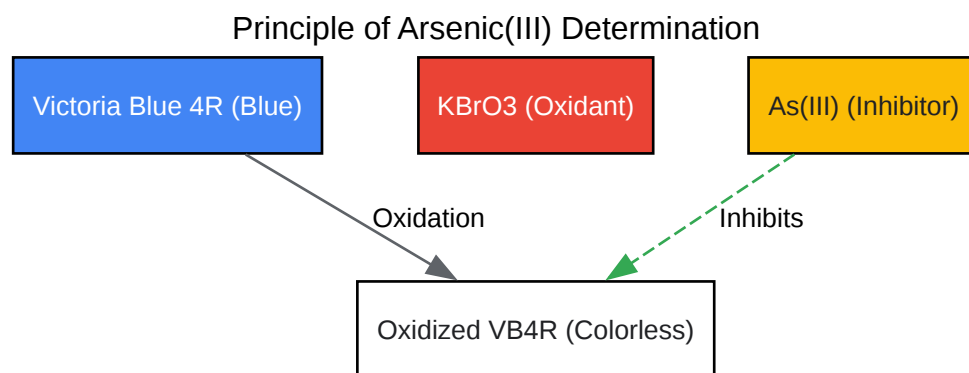 Principle of Arsenic(III) Determination
Victoria Blue 4R (Blue)
KBrO3 (Oxidant)
As(III) (Inhibitor)
Oxidation
Inhibits
Oxidized VB4R (Colorless)